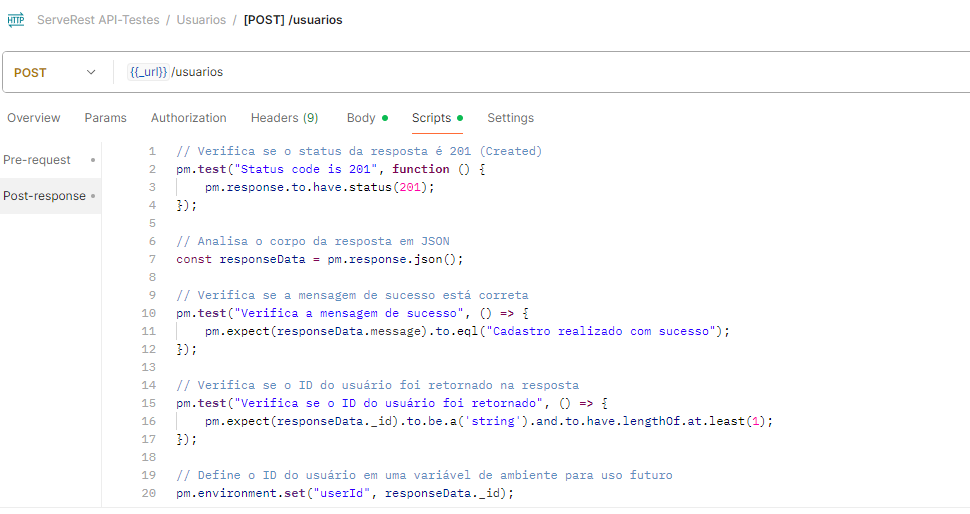 HTTP ServeRest API-Testes / Usuarios / [POST] /usuarios
POST {{_url}} /usuarios
Overview Params Authorization Headers (9) Body Scripts Settings
Pre-request
Post-response
1 // Verifica se o status da resposta é 201 (Created)
2 pm.test("Status code is 201", function () {
3 pm.response.to.have.status(201);
4 });
5
6 // Analisa o corpo da resposta em JSON
7 const responseData = pm.response.json();
8
9 // Verifica se a mensagem de sucesso está correta
10 pm.test("Verifica a mensagem de sucesso", () => {
11 pm.expect(responseData.message).to.eql("Cadastro realizado com sucesso");
12 });
13
14 // Verifica se o ID do usuário foi retornado na resposta
15 pm.test("Verifica se o ID do usuário foi retornado", () => {
16 pm.expect(responseData._id).to.be.a('string').and.to.have.lengthOf.at.least(1);
17 });
18
19 // Define o ID do usuário em uma variável de ambiente para uso futuro
20 pm.environment.set("userId", responseData._id);